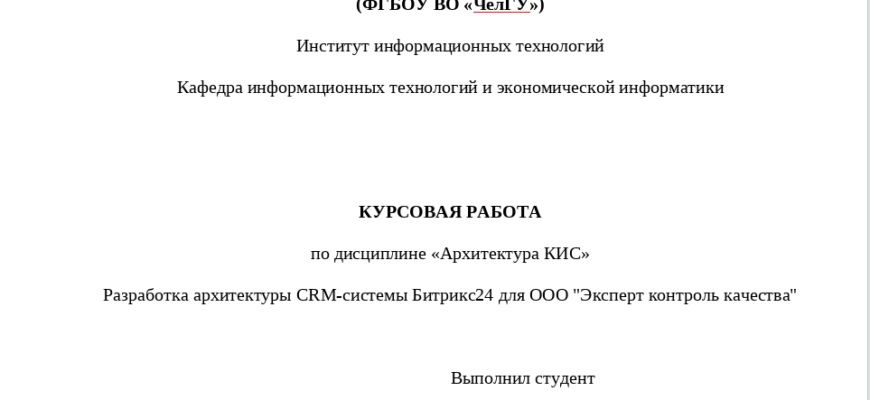 (ФГБОУ ВО «ЧелГУ»)
Институт информационных технологий
Кафедра информационных технологий и экономической информатики
КУРСОВАЯ РАБОТА
по дисциплине «Архитектура КИС»
Разработка архитектуры CRM-системы Битрикс24 для ООО "Эксперт контроль качества"
Выполнил студент